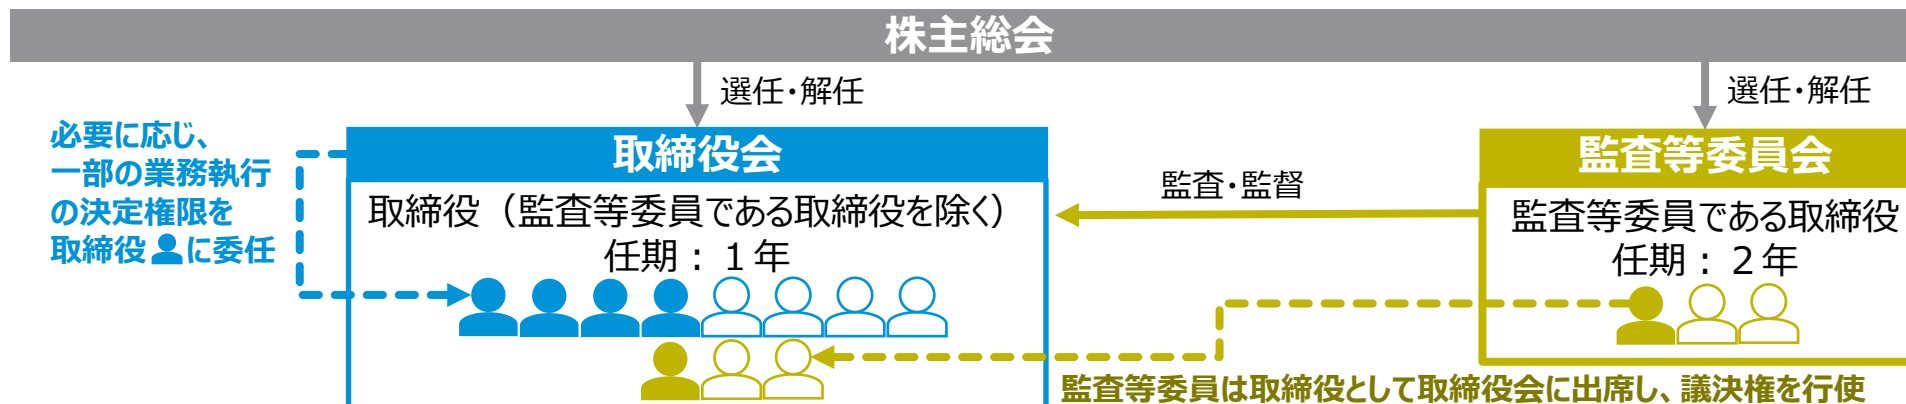 株主総会
選任・解任
選任・解任
必要に応じ、
一部の業務執行
の決定権限を
取締役に委任
取締役会
取締役（監査等委員である取締役を除く）
任期：１年
監査・監督
監査等委員会
監査等委員である取締役
任期：２年
監査等委員は取締役として取締役会に出席し、議決権を行使